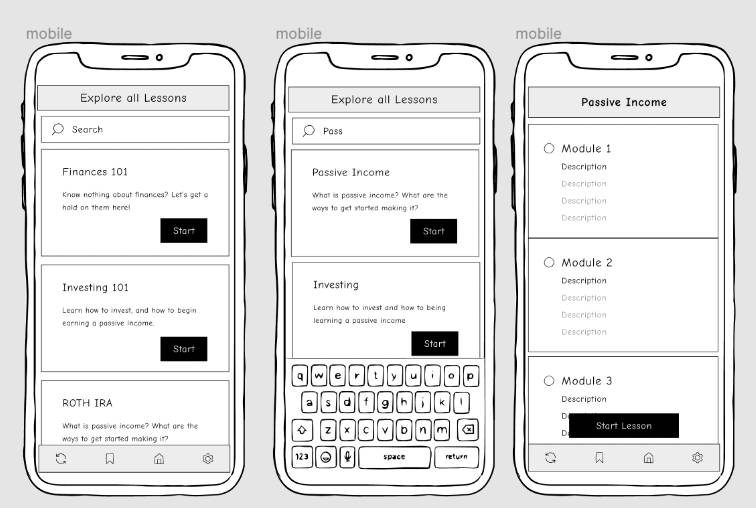 mobile
Explore all Lessons
Search
Finances 101
Know nothing about finances? Let's get a
hold on them here!
Start
Investing 101
Learn how to invest, and how to begin
earning a passive income.
Start
ROTH IRA
What is passive income? What are the
ways to get started making it?
mobile
Explore all Lessons
Pass
Passive Income
What is passive income? What are the
ways to get started making it?
Start
Investing
Learn how to invest and how to being
learning a passive income
Start
q w e r t y u i o p
a s d f g h j k l
z x c v b n m
123 space return
mobile
Passive Income
Module 1
Description
Description
Description
Description
Module 2
Description
Description
Description
Description
Module 3
Description
D
Start Lesson